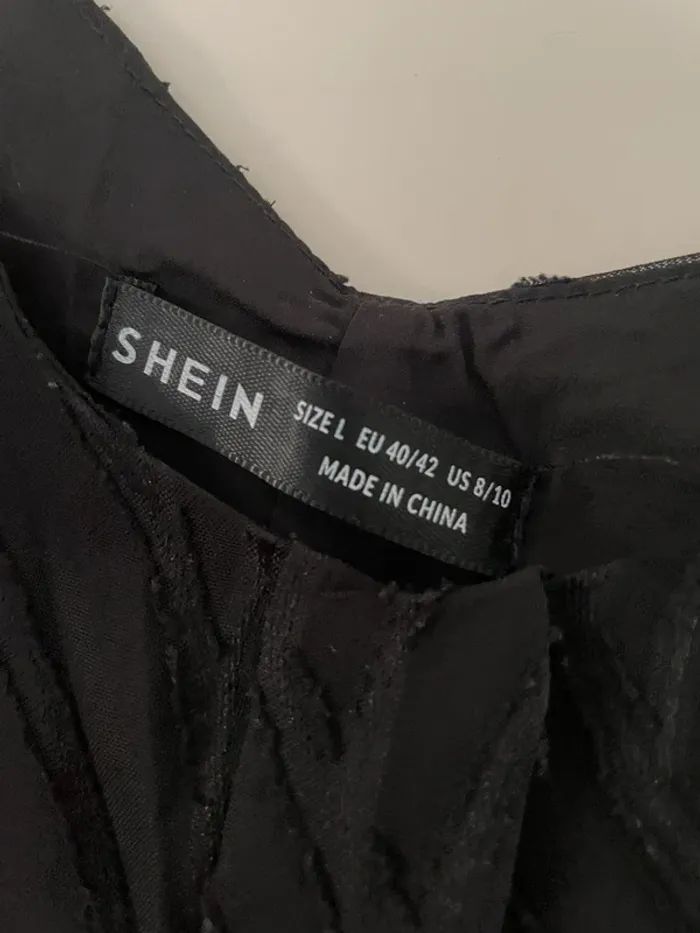 SHEIN
SIZE L EU 40/42 US 8/10
MADE IN CHINA